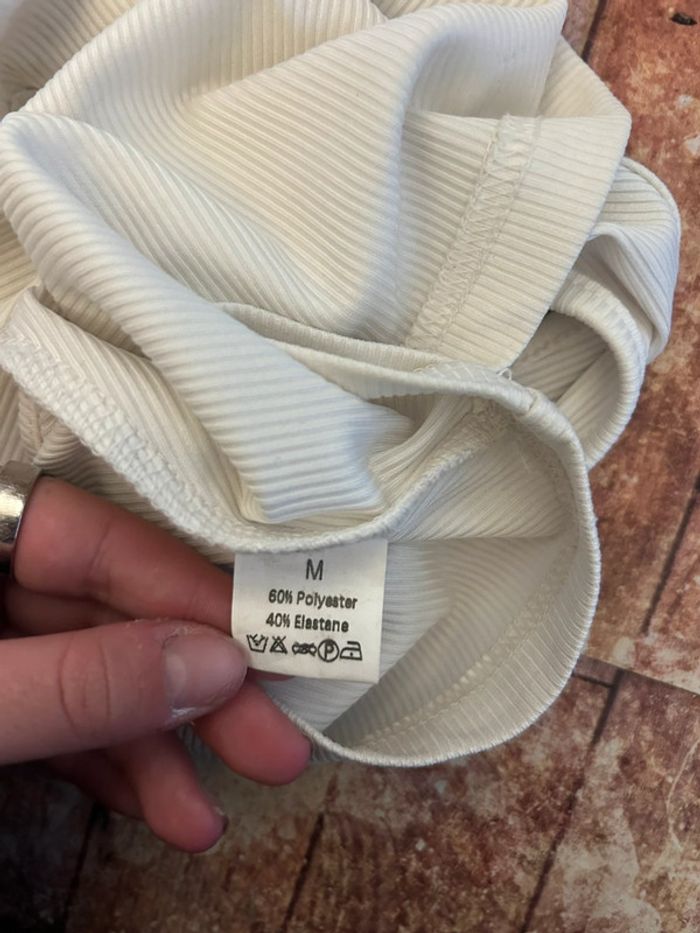 M
60% Polyester
40% Elastane
P